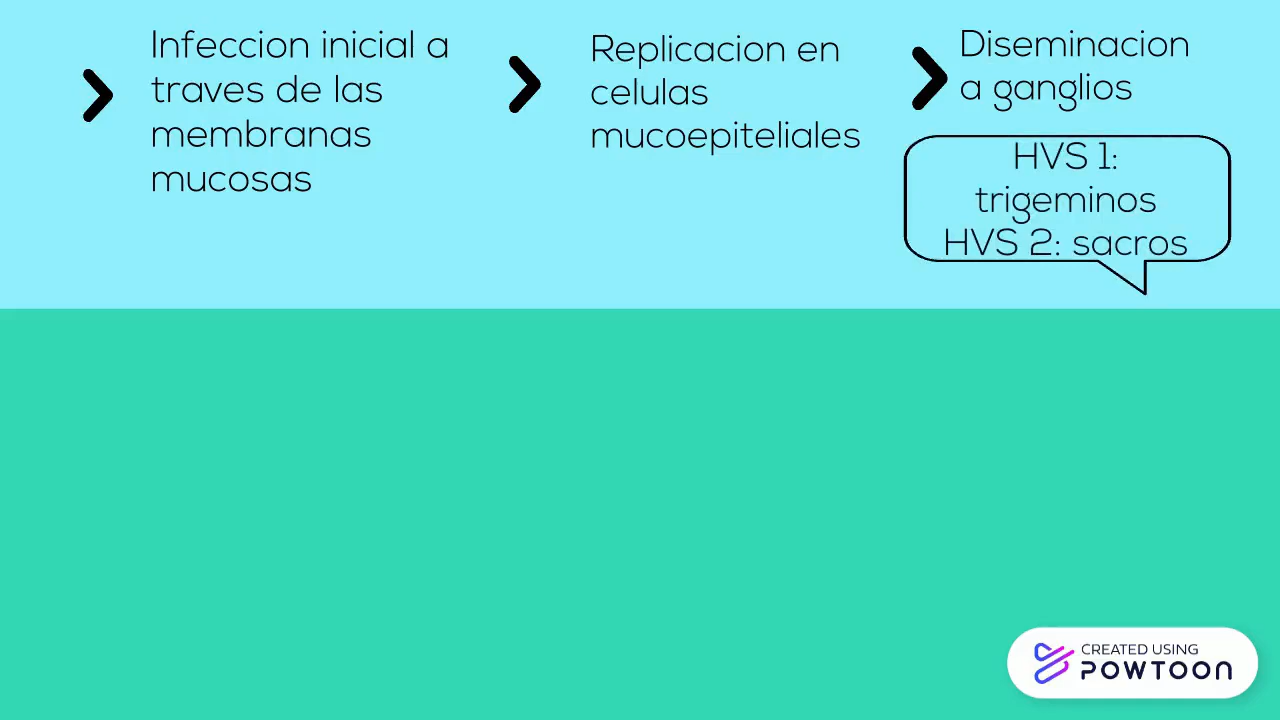 Infeccion inicial a
traves de las
membranas
mucosas
Replicacion en
celulas
mucoepiteliales
Diseminacion
a ganglios
HVS 1:
trigeminos
HVS 2: sacros
CREATED USING
POWTOON